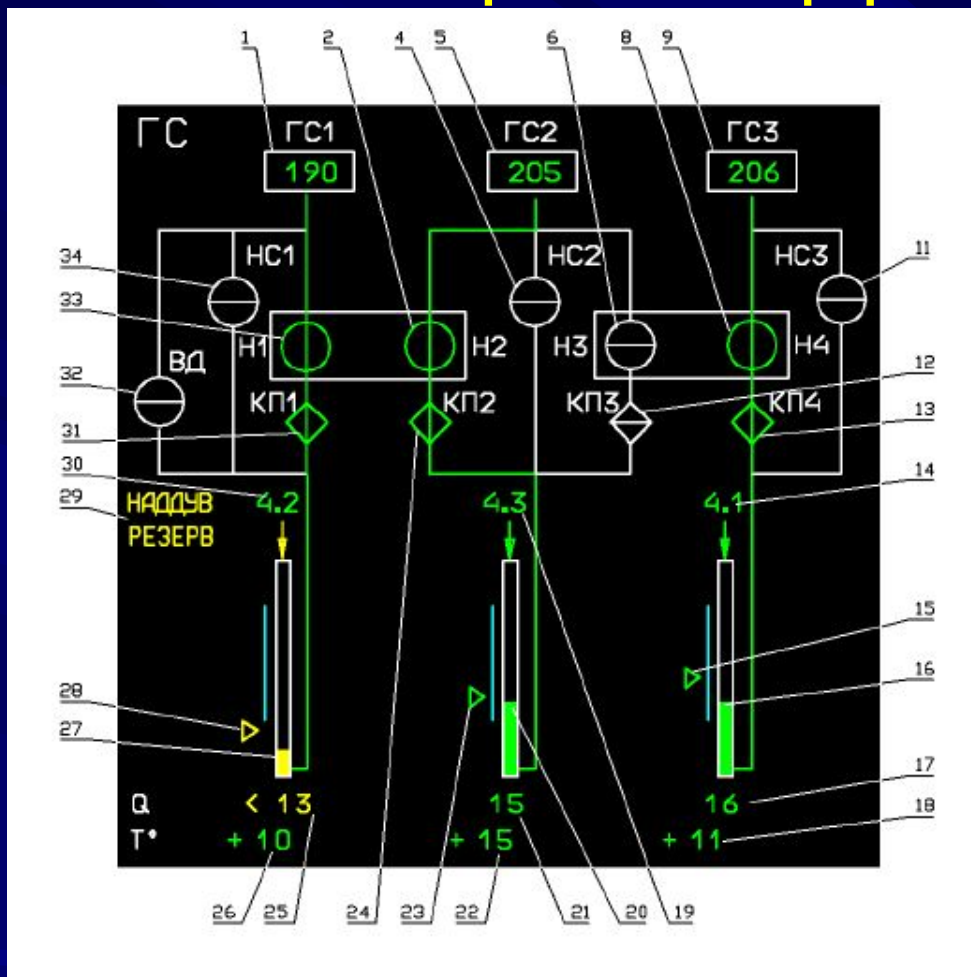 1 2 4 5 6 8 9
ГС ГС1 ГС2 ГС3
190 205 206
34 НС1 НС2 НС3 11
33 Н1 Н2 Н3 Н4
32 ВД 12
КП1 КП2 КП3 КП4
31 13
30 14
29 НАДДУВ 4.2 4.3 4.1
РЕЗЕРВ
15
16
28
27
17
Q < 13 15 16
18
T° + 10 + 15 + 11
26 25 24 23 22 21 20 19